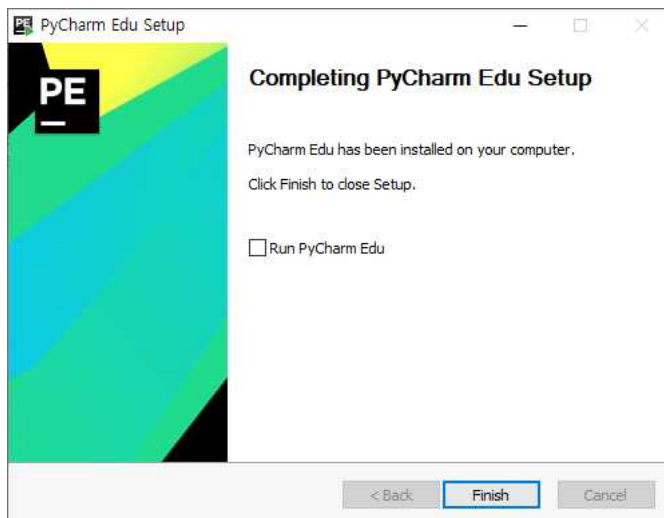 PyCharm Edu Setup
PE
Completing PyCharm Edu Setup
PyCharm Edu has been installed on your computer.
Click Finish to close Setup.
Run PyCharm Edu
< Back Finish Cancel